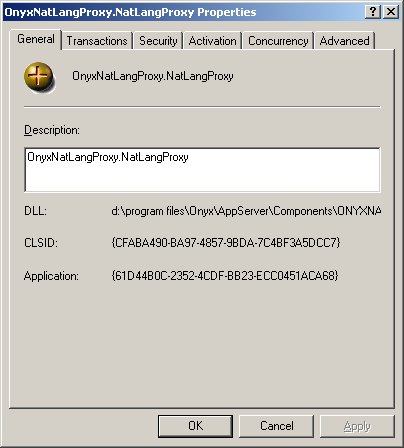 OnyxNatLangProxy.NatLangProxy Properties
General Transactions Security Activation Concurrency Advanced
OnyxNatLangProxy.NatLangProxy
Description:
OnyxNatLangProxy.NatLangProxy
DLL: d:\program files\Onyx\AppServer\Components\ONYXNA
CLSID: {CFABA490-BA97-4857-9BDA-7C4BF3A5DCC7}
Application: {61D44B0C-2352-4CDF-BB23-ECC0451ACA68}
OK Cancel Apply